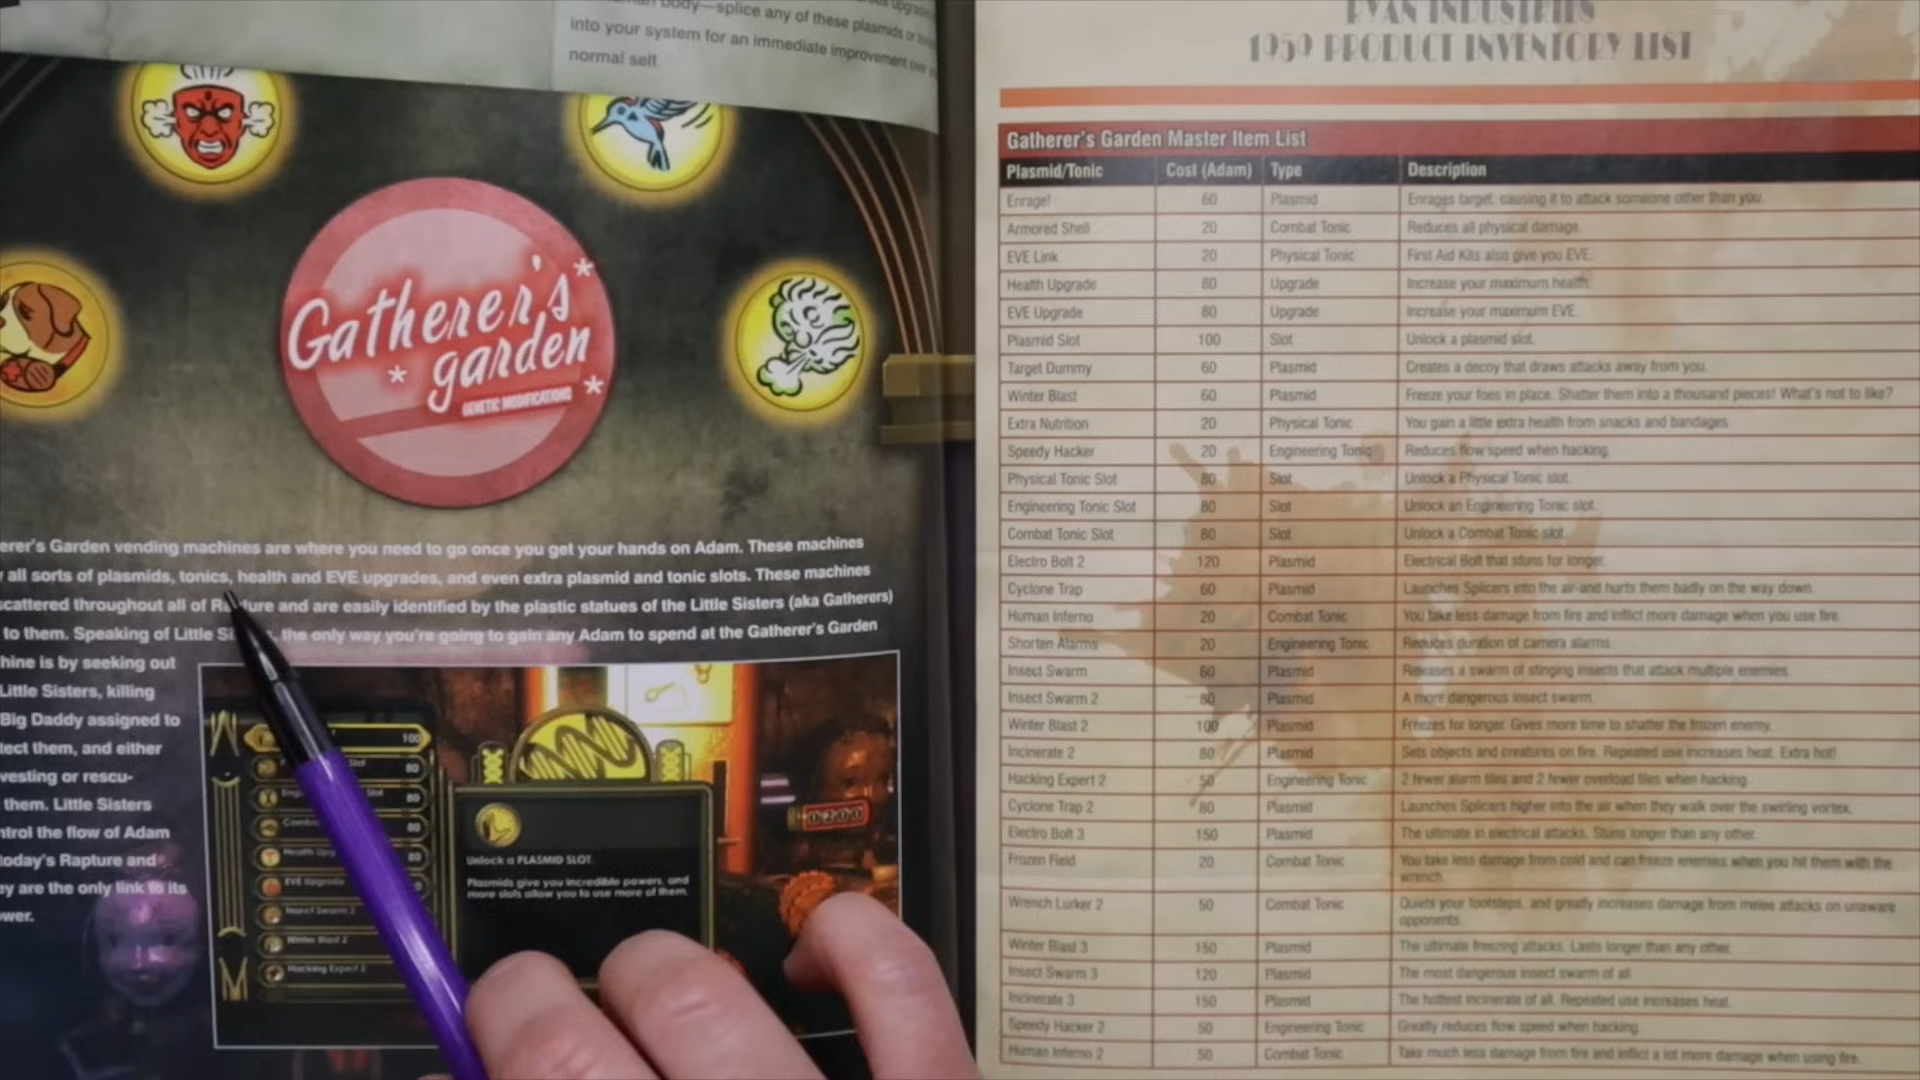 man body—splice any of these plasmids or
into your system for an immediate improvement over
normal self.
Gatherer's
garden
GENETIC MODIFICATIONS
erer's Garden vending machines are where you need to go once you get your hands on Adam. These machines
all sorts of plasmids, tonics, health and EVE upgrades, and even extra plasmid and tonic slots. These machines
scattered throughout all of Rapture and are easily identified by the plastic statues of the Little Sisters (aka Gatherers)
to them. Speaking of Little Si the only way you're going to gain any Adam to spend at the Gatherer's Garden
hine is by seeking out
Little Sisters, killing
Big Daddy assigned to
tect them, and either
vesting or rescu-
them. Little Sisters
ntrol the flow of Adam
today's Rapture and
ey are the only link to its
ower.
100
Slot 80
Slot 80
80
Health 80
EVE Upgrade
Insect Swarm 2
Winter Blast 2
Hacking Expert 2
Unlock a PLASMID SLOT.
Plasmids give you incredible powers, and
more slots allow you to use more of them.
0200
RYAN INDUSTRIES
1959 PRODUCT INVENTORY LIST
Gatherer's Garden Master Item List
Plasmid/Tonic Cost (Adam) Type Description
Enrage! 60 Plasmid Enrages target, causing it to attack someone other than you.
Armored Shell 20 Combat Tonic Reduces all physical damage.
EVE Link 20 Physical Tonic First Aid Kits also give you EVE.
Health Upgrade 80 Upgrade Increase your maximum health.
EVE Upgrade 80 Upgrade Increase your maximum EVE.
Plasmid Slot 100 Slot Unlock a plasmid slot.
Target Dummy 60 Plasmid Creates a decoy that draws attacks away from you.
Winter Blast 60 Plasmid Freeze your foes in place. Shatter them into a thousand pieces! What's not to like?
Extra Nutrition 20 Physical Tonic You gain a little extra health from snacks and bandages.
Speedy Hacker 20 Engineering Tonic Reduces flow speed when hacking.
Physical Tonic Slot 80 Slot Unlock a Physical Tonic slot.
Engineering Tonic Slot 80 Slot Unlock an Engineering Tonic slot.
Combat Tonic Slot 80 Slot Unlock a Combat Tonic slot.
Electro Bolt 2 120 Plasmid Electrical Bolt that stuns for longer.
Cyclone Trap 60 Plasmid Launches Splicers into the air-and hurts them badly on the way down.
Human Inferno 20 Combat Tonic You take less damage from fire and inflict more damage when you use fire.
Shorten Alarms 20 Engineering Tonic Reduces duration of camera alarms.
Insect Swarm 60 Plasmid Releases a swarm of stinging insects that attack multiple enemies.
Insect Swarm 2 80 Plasmid A more dangerous insect swarm.
Winter Blast 2 100 Plasmid Freezes for longer. Gives more time to shatter the frozen enemy.
Incinerate 2 80 Plasmid Sets objects and creatures on fire. Repeated use increases heat. Extra hot!
Hacking Expert 2 50 Engineering Tonic 2 fewer alarm tiles and 2 fewer overload tiles when hacking.
Cyclone Trap 2 80 Plasmid Launches Splicers higher into the air when they walk over the swirling vortex.
Electro Bolt 3 150 Plasmid The ultimate in electrical attacks. Stuns longer than any other.
Frozen Field 20 Combat Tonic You take less damage from cold and can freeze enemies when you hit them with the
wrench.
Wrench Lurker 2 50 Combat Tonic Quiets your footsteps, and greatly increases damage from melee attacks on unaware
opponents.
Winter Blast 3 150 Plasmid The ultimate freezing attacks. Lasts longer than any other.
Insect Swarm 3 120 Plasmid The most dangerous insect swarm of all.
Incinerate 3 150 Plasmid The hottest incinerate of all. Repeated use increases heat.
Speedy Hacker 2 50 Engineering Tonic Greatly reduces flow speed when hacking.
Human Inferno 2 50 Combat Tonic Take much less damage from fire and inflict a lot more damage when using fire.